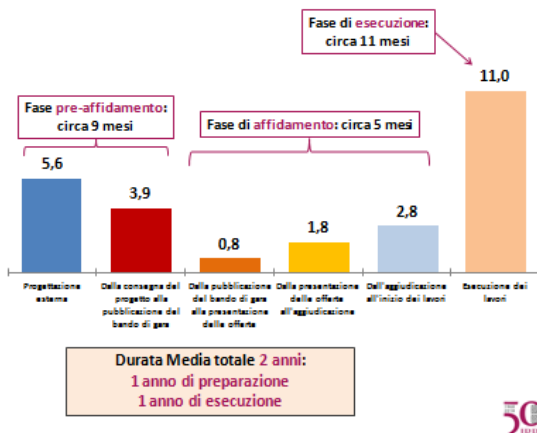 Fase di esecuzione:
circa 11 mesi
11,0
Fase pre-affidamento:
circa 9 mesi
Fase di affidamento: circa 5 mesi
5,6
3,9
0,8
1,8
2,8
Progettazione
esterna
Dalla consegna del
progetto alla
pubblicazione del
bando di gara
Dalla pubblicazione
del bando di gara
alla presentazione
delle offerte
Dalla presentazione
delle offerte
all'aggiudicazione
Dall'aggiudicazione
all'inizio dei lavori
Esecuzione dei
lavori
Durata Media totale 2 anni:
1 anno di preparazione
1 anno di esecuzione
50